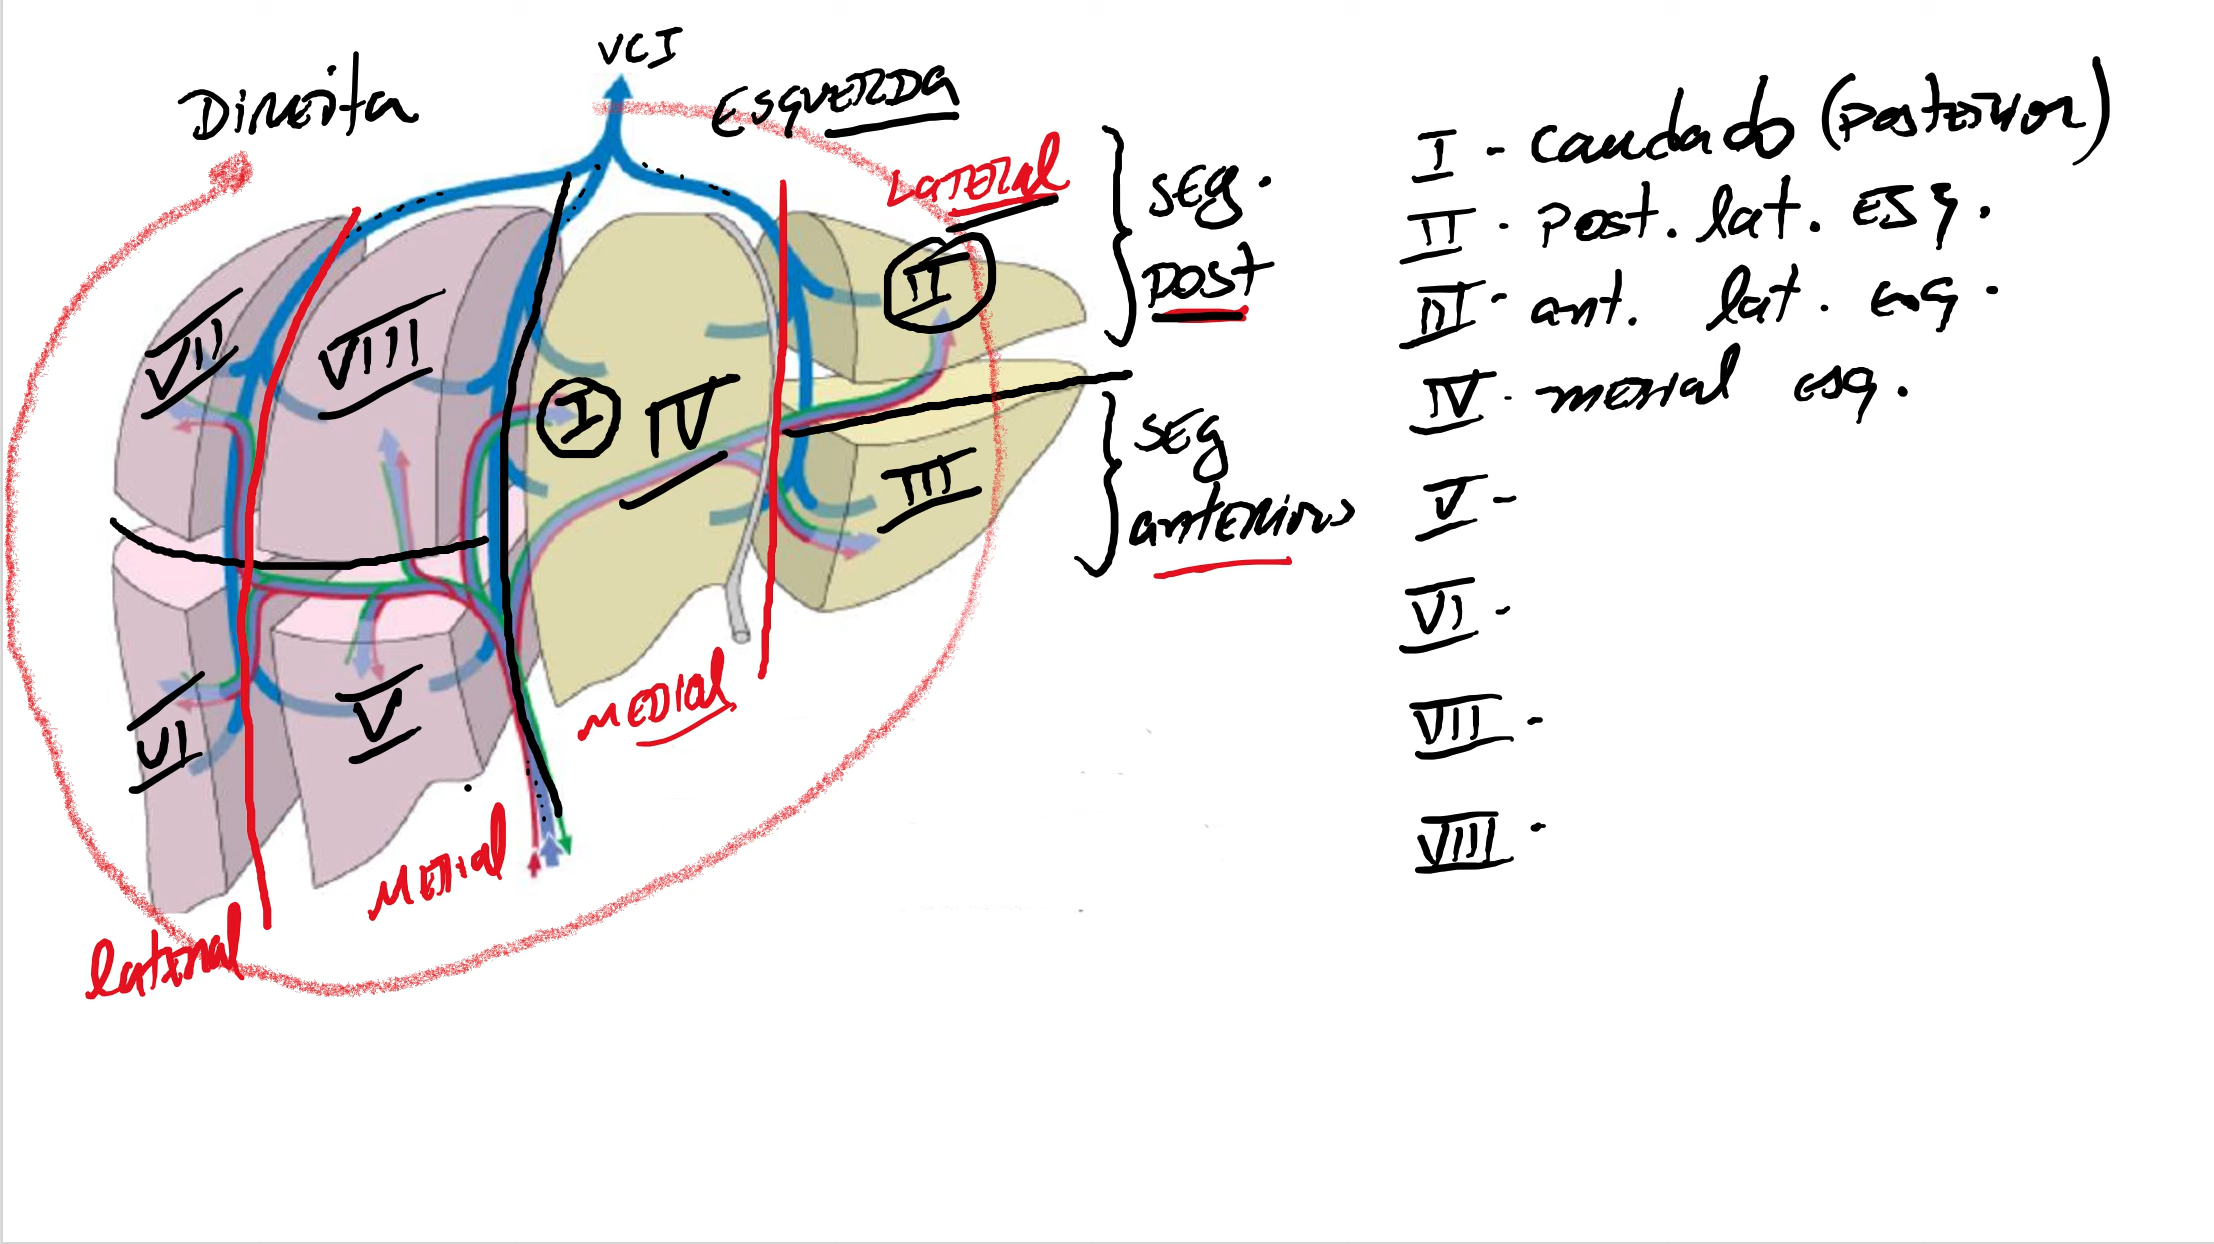 VCI
Direita
ESQUERDA
LATERAL
SEG.
POST
II
VII
VIII
I
IV
SEG
anteriores
III
VI
V
MEDIAL
MEDIAL
lateral
I - caudado (posterior)
II - Post. lat. ESq.
III - ant. lat. esq.
IV - medial esq.
V -
VI -
VII -
VIII -